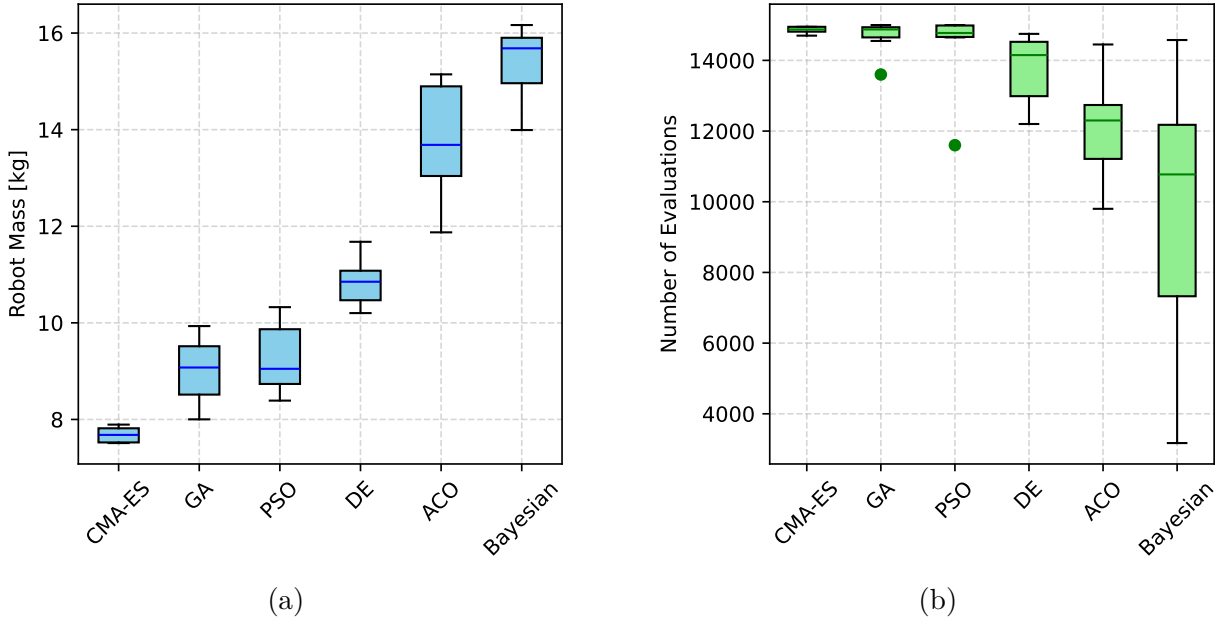 Robot Mass [kg]
16
14
12
10
8
CMA-ES
GA
PSO
DE
ACO
Bayesian
(a)
Number of Evaluations
14000
12000
10000
8000
6000
4000
CMA-ES
GA
PSO
DE
ACO
Bayesian
(b)